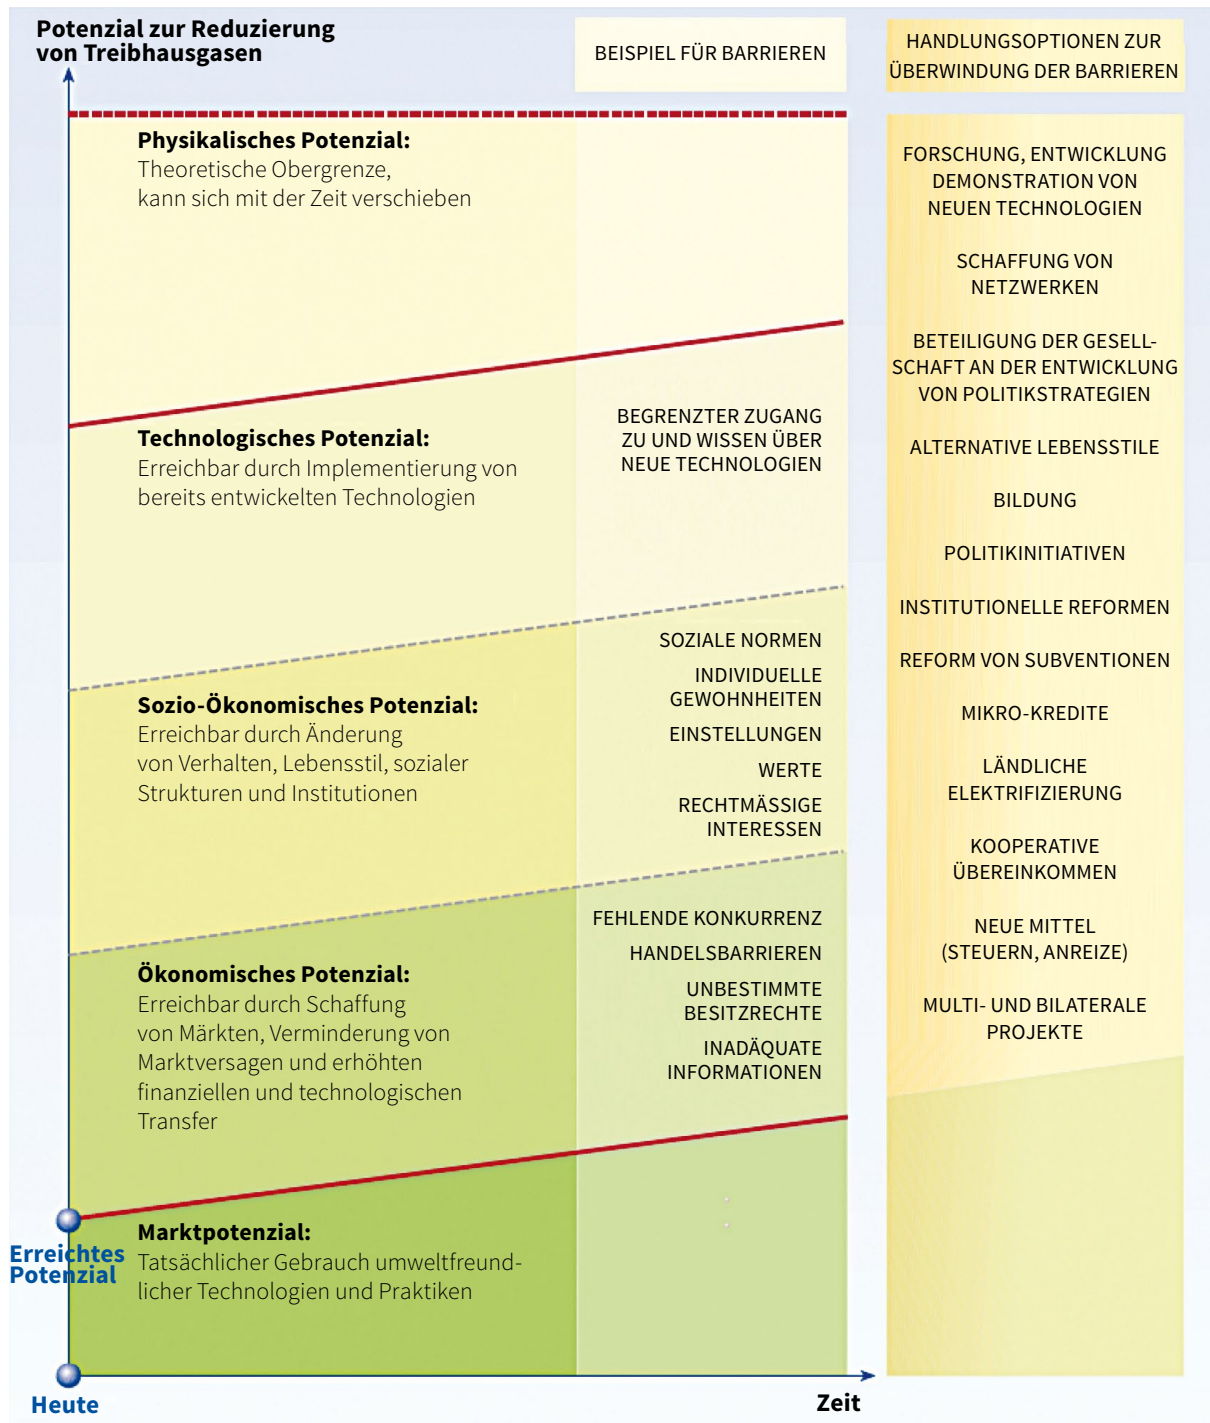 Potenzial zur Reduzierung
von Treibhausgasen
BEISPIEL FÜR BARRIEREN
HANDLUNGSOPTIONEN ZUR
ÜBERWINDUNG DER BARRIEREN
Physikalisches Potenzial:
Theoretische Obergrenze,
kann sich mit der Zeit verschieben
Technologisches Potenzial:
Erreichbar durch Implementierung von
bereits entwickelten Technologien
BEGRENZTER ZUGANG
ZU UND WISSEN ÜBER
NEUE TECHNOLOGIEN
Sozio-Ökonomisches Potenzial:
Erreichbar durch Änderung
von Verhalten, Lebensstil, sozialer
Strukturen und Institutionen
SOZIALE NORMEN
INDIVIDUELLE
GEWOHNHEITEN
EINSTELLUNGEN
WERTE
RECHTMÄSSIGE
INTERESSEN
Ökonomisches Potenzial:
Erreichbar durch Schaffung
von Märkten, Verminderung von
Marktversagen und erhöhten
finanziellen und technologischen
Transfer
FEHLENDE KONKURRENZ
HANDELSBARRIEREN
UNBESTIMMTE
BESITZRECHTE
INADÄQUATE
INFORMATIONEN
Marktpotenzial:
Tatsächlicher Gebrauch umweltfreund-
licher Technologien und Praktiken
Erreichtes
Potenzial
Heute
Zeit
FORSCHUNG, ENTWICKLUNG
DEMONSTRATION VON
NEUEN TECHNOLOGIEN
SCHAFFUNG VON
NETZWERKEN
BETEILIGUNG DER GESELL-
SCHAFT AN DER ENTWICKLUNG
VON POLITIKSTRATEGIEN
ALTERNATIVE LEBENSSTILE
BILDUNG
POLITIKINITIATIVEN
INSTITUTIONELLE REFORMEN
REFORM VON SUBVENTIONEN
MIKRO-KREDITE
LÄNDLICHE
ELEKTRIFIZIERUNG
KOOPERATIVE
ÜBEREINKOMMEN
NEUE MITTEL
(STEUERN, ANREIZE)
MULTI- UND BILATERALE
PROJEKTE